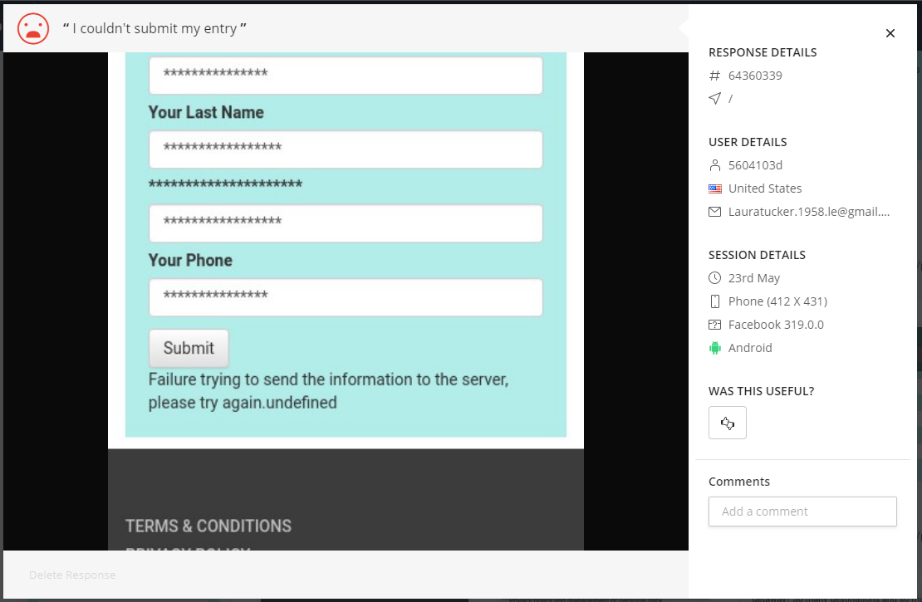 “ I couldn't submit my entry ”
***************
Your Last Name
*****************
*********************
*****************
Your Phone
***************
Submit
Failure trying to send the information to the server,
please try again.undefined
TERMS & CONDITIONS
PRIVACY POLICY
Delete Response
RESPONSE DETAILS
# 64360339
/
USER DETAILS
5604103d
United States
Lauratucker.1958.le@gmail....
SESSION DETAILS
23rd May
Phone (412 X 431)
Facebook 319.0.0
Android
WAS THIS USEFUL?
Comments
Add a comment